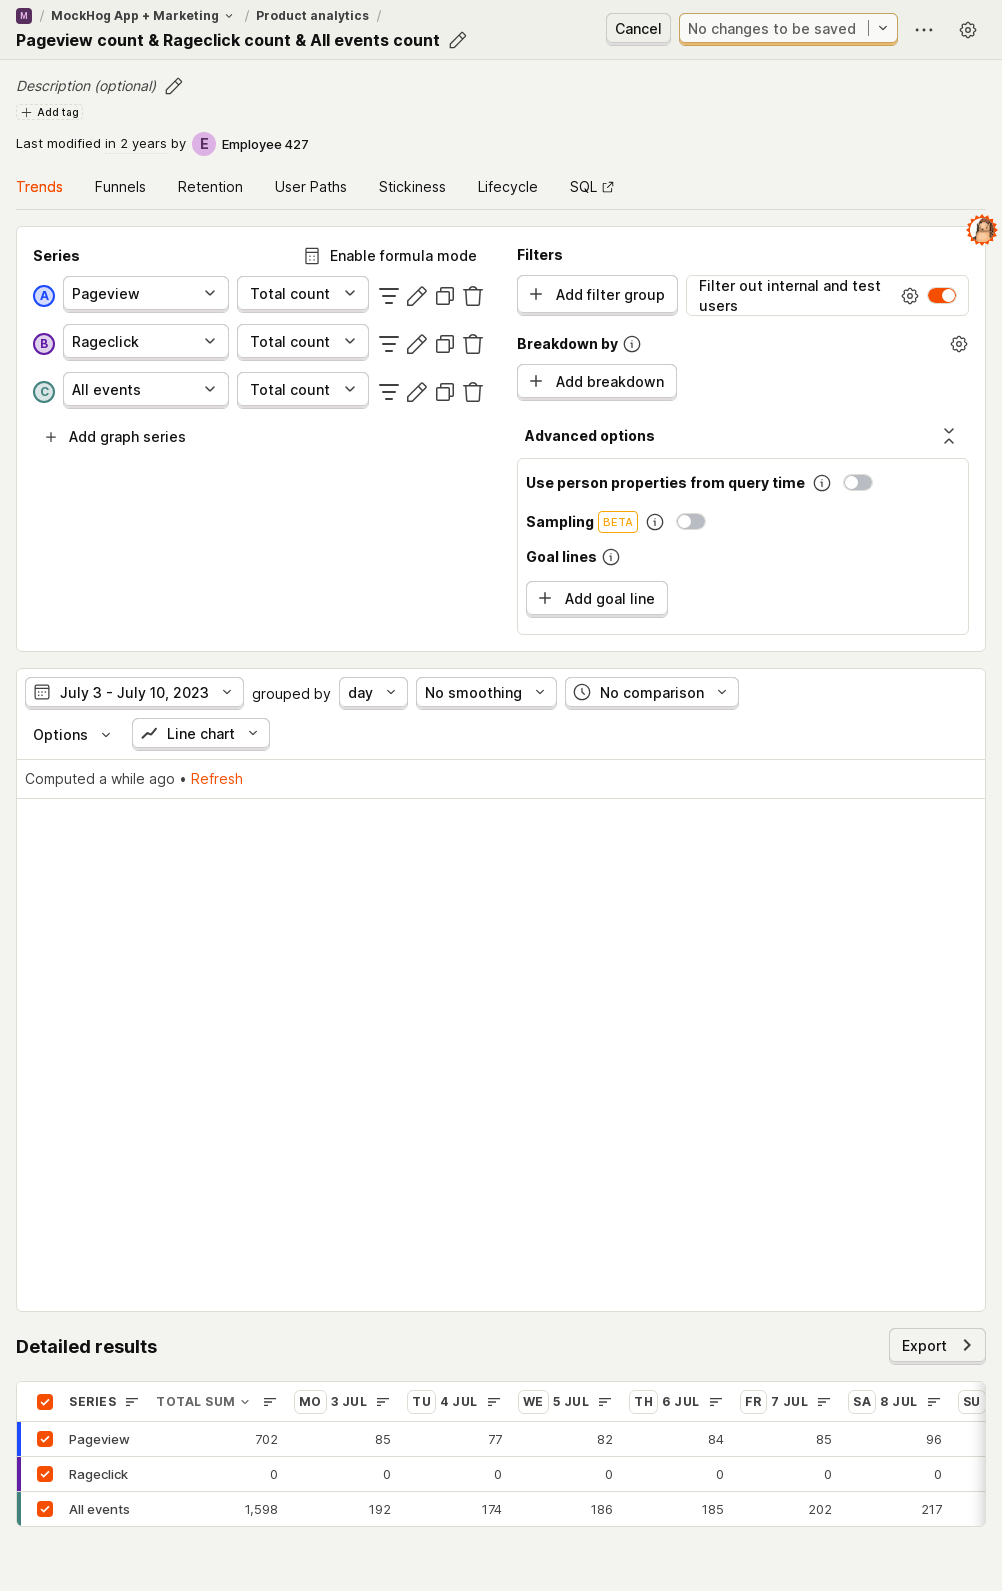 M / MockHog App + Marketing / Product analytics /
Pageview count & Rageclick count & All events count
Cancel
No changes to be saved
Description (optional)
Add tag
Last modified in 2 years by E Employee 427
Trends Funnels Retention User Paths Stickiness Lifecycle SQL
Series
Enable formula mode
A Pageview Total count
B Rageclick Total count
C All events Total count
Add graph series
Filters
Add filter group
Filter out internal and test
users
Breakdown by
Add breakdown
Advanced options
Use person properties from query time
Sampling BETA
Goal lines
Add goal line
July 3 - July 10, 2023 grouped by day No smoothing No comparison
Options Line chart
Computed a while ago • Refresh
Detailed results
Export
SERIES TOTAL SUM MO 3 JUL TU 4 JUL WE 5 JUL TH 6 JUL FR 7 JUL SA 8 JUL SU
Pageview 702 85 77 82 84 85 96
Rageclick 0 0 0 0 0 0 0
All events 1,598 192 174 186 185 202 217